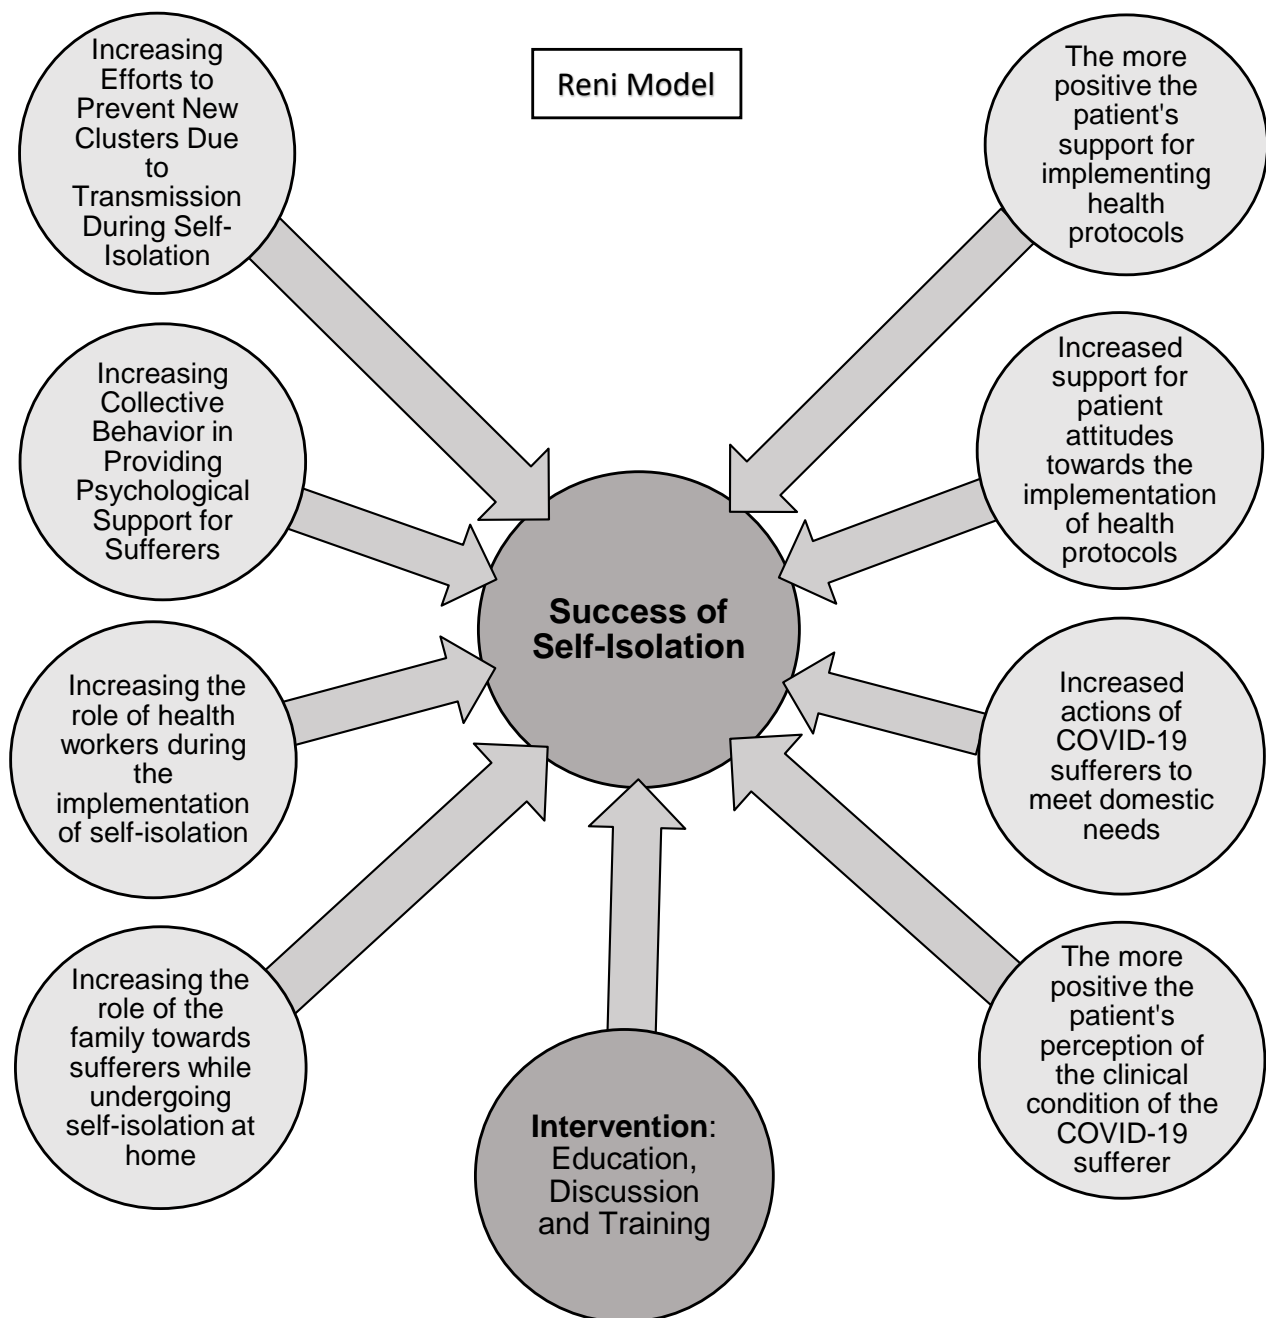 Reni Model
Increasing
Efforts to
Prevent New
Clusters Due
to
Transmission
During Self-
Isolation
Increasing
Collective
Behavior in
Providing
Psychological
Support for
Sufferers
Increasing the
role of health
workers during
the
implementation
of self-isolation
Increasing the
role of the
family towards
sufferers while
undergoing
self-isolation at
home
Success of
Self-Isolation
Intervention:
Education,
Discussion
and Training
The more
positive the
patient's
support for
implementing
health
protocols
Increased
support for
patient
attitudes
towards the
implementation
of health
protocols
Increased
actions of
COVID-19
sufferers to
meet domestic
needs
The more
positive the
patient's
perception of
the clinical
condition of the
COVID-19
sufferer